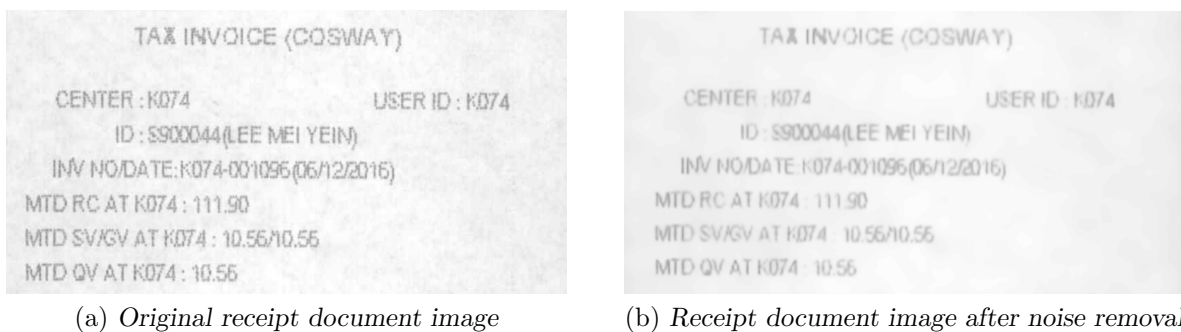 TAX INVOICE (COSWAY)
CENTER : K074 USER ID : K074
ID : S900044(LEE MEI YEIN)
INV NO/DATE:K074-001096(06/12/2016)
MTD RC AT K074 : 111.90
MTD SV/GV AT K074 : 10.56/10.56
MTD QV AT K074 : 10.56
(a) Original receipt document image
TAX INVOICE (COSWAY)
CENTER : K074 USER ID : K074
ID : S900044(LEE MEI YEIN)
INV NO/DATE:K074-001096(06/12/2016)
MTD RC AT K074 : 111.90
MTD SV/GV AT K074 : 10.56/10.56
MTD QV AT K074 : 10.56
(b) Receipt document image after noise removal